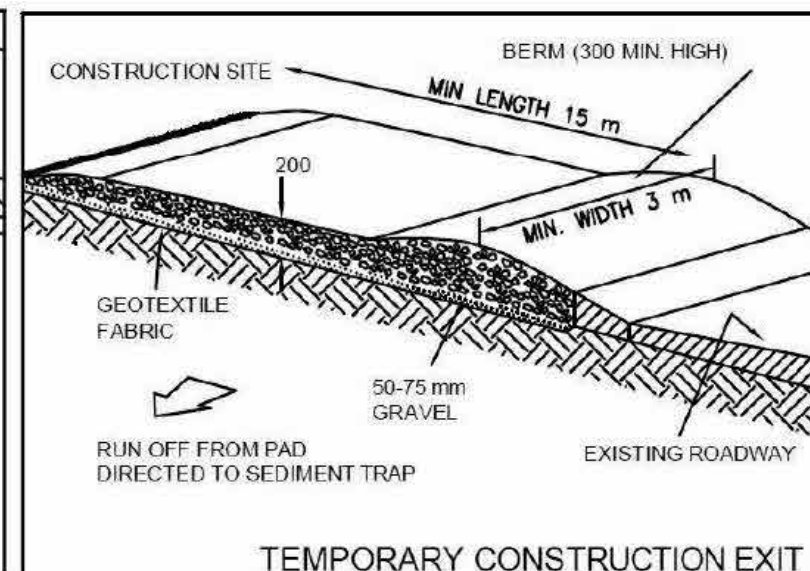 CONSTRUCTION SITE
BERM (300 MIN. HIGH)
MIN LENGTH 15 m
200
MIN. WIDTH 3 m
GEOTEXTILE
FABRIC
50-75 mm
GRAVEL
RUN OFF FROM PAD
DIRECTED TO SEDIMENT TRAP
EXISTING ROADWAY
TEMPORARY CONSTRUCTION EXIT